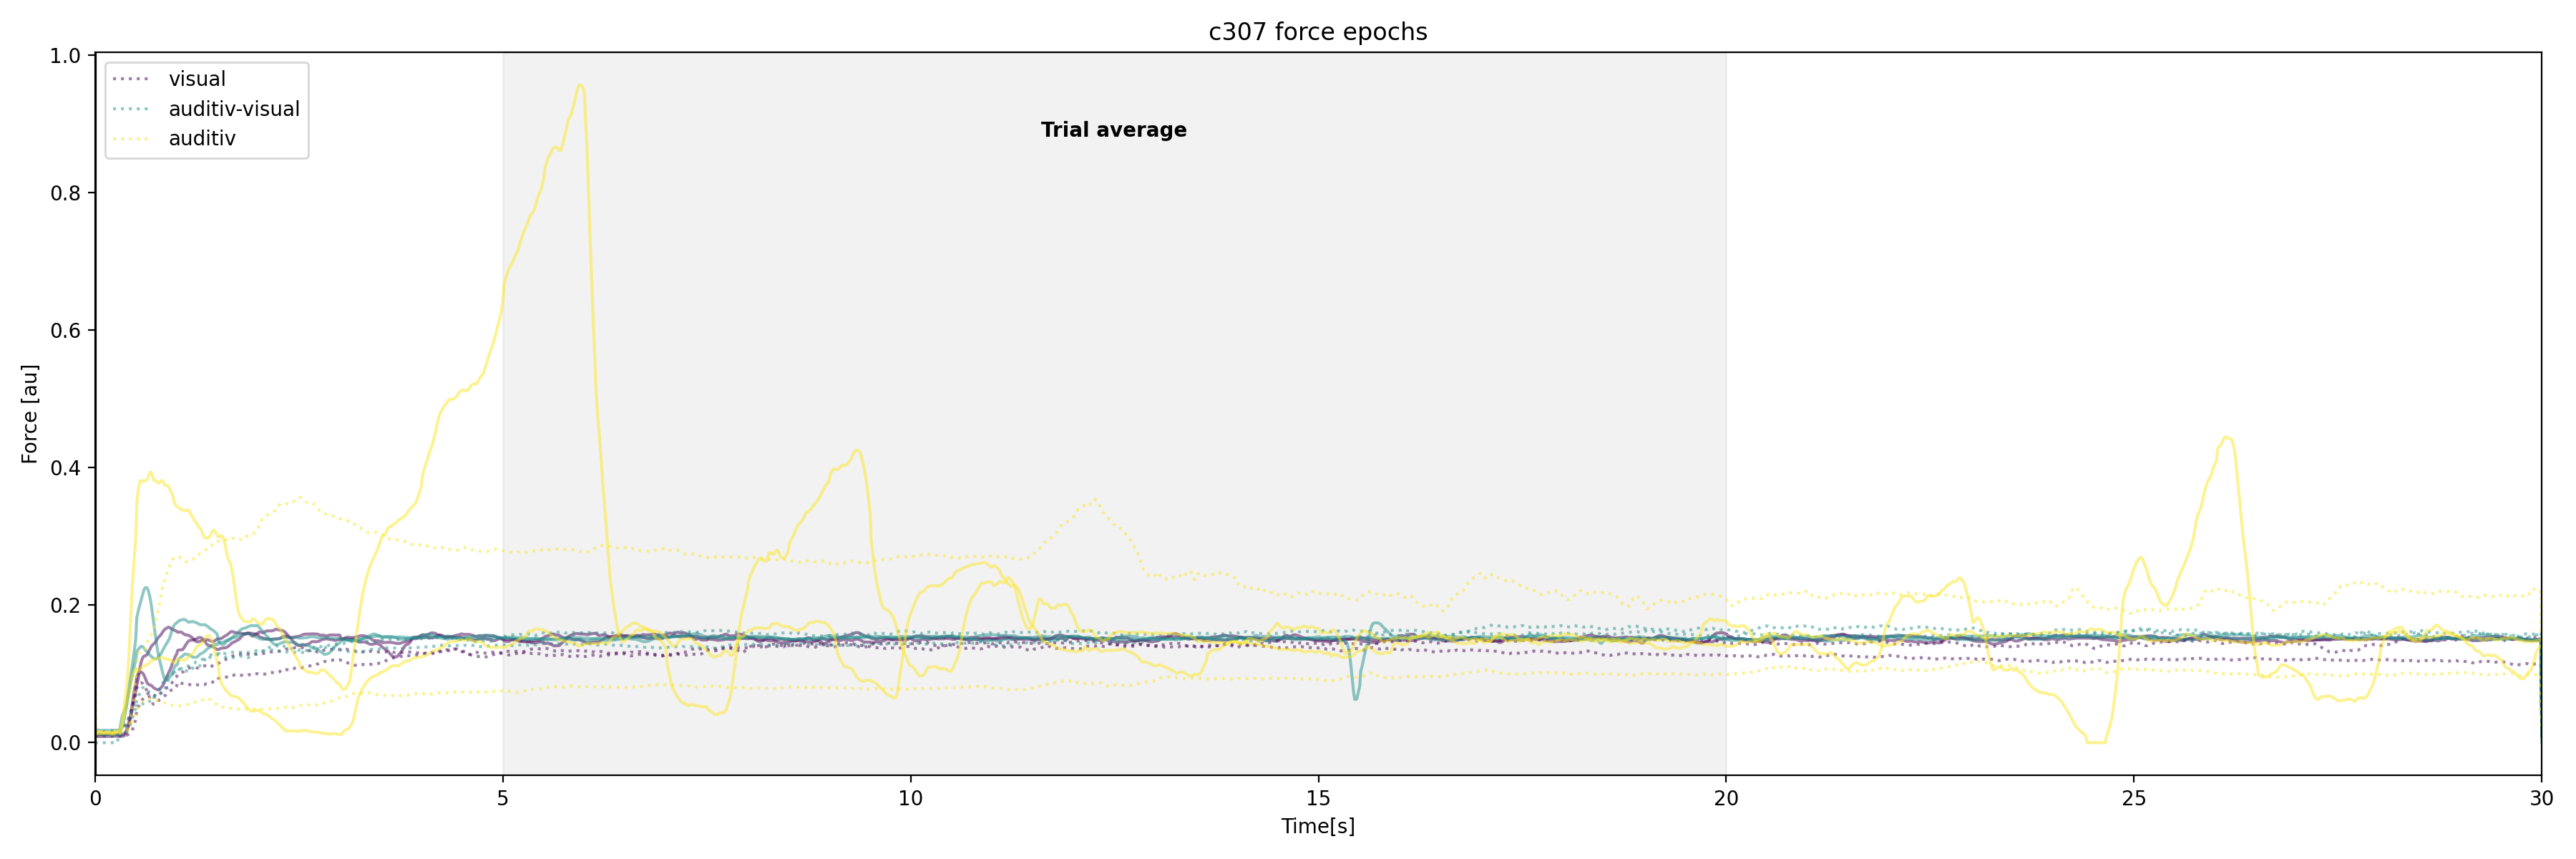 c307 force epochs
visual
auditiv-visual
auditiv
Trial average
Force [au]
1.0
0.8
0.6
0.4
0.2
0.0
0 5 10 15 20 25 30
Time[s]